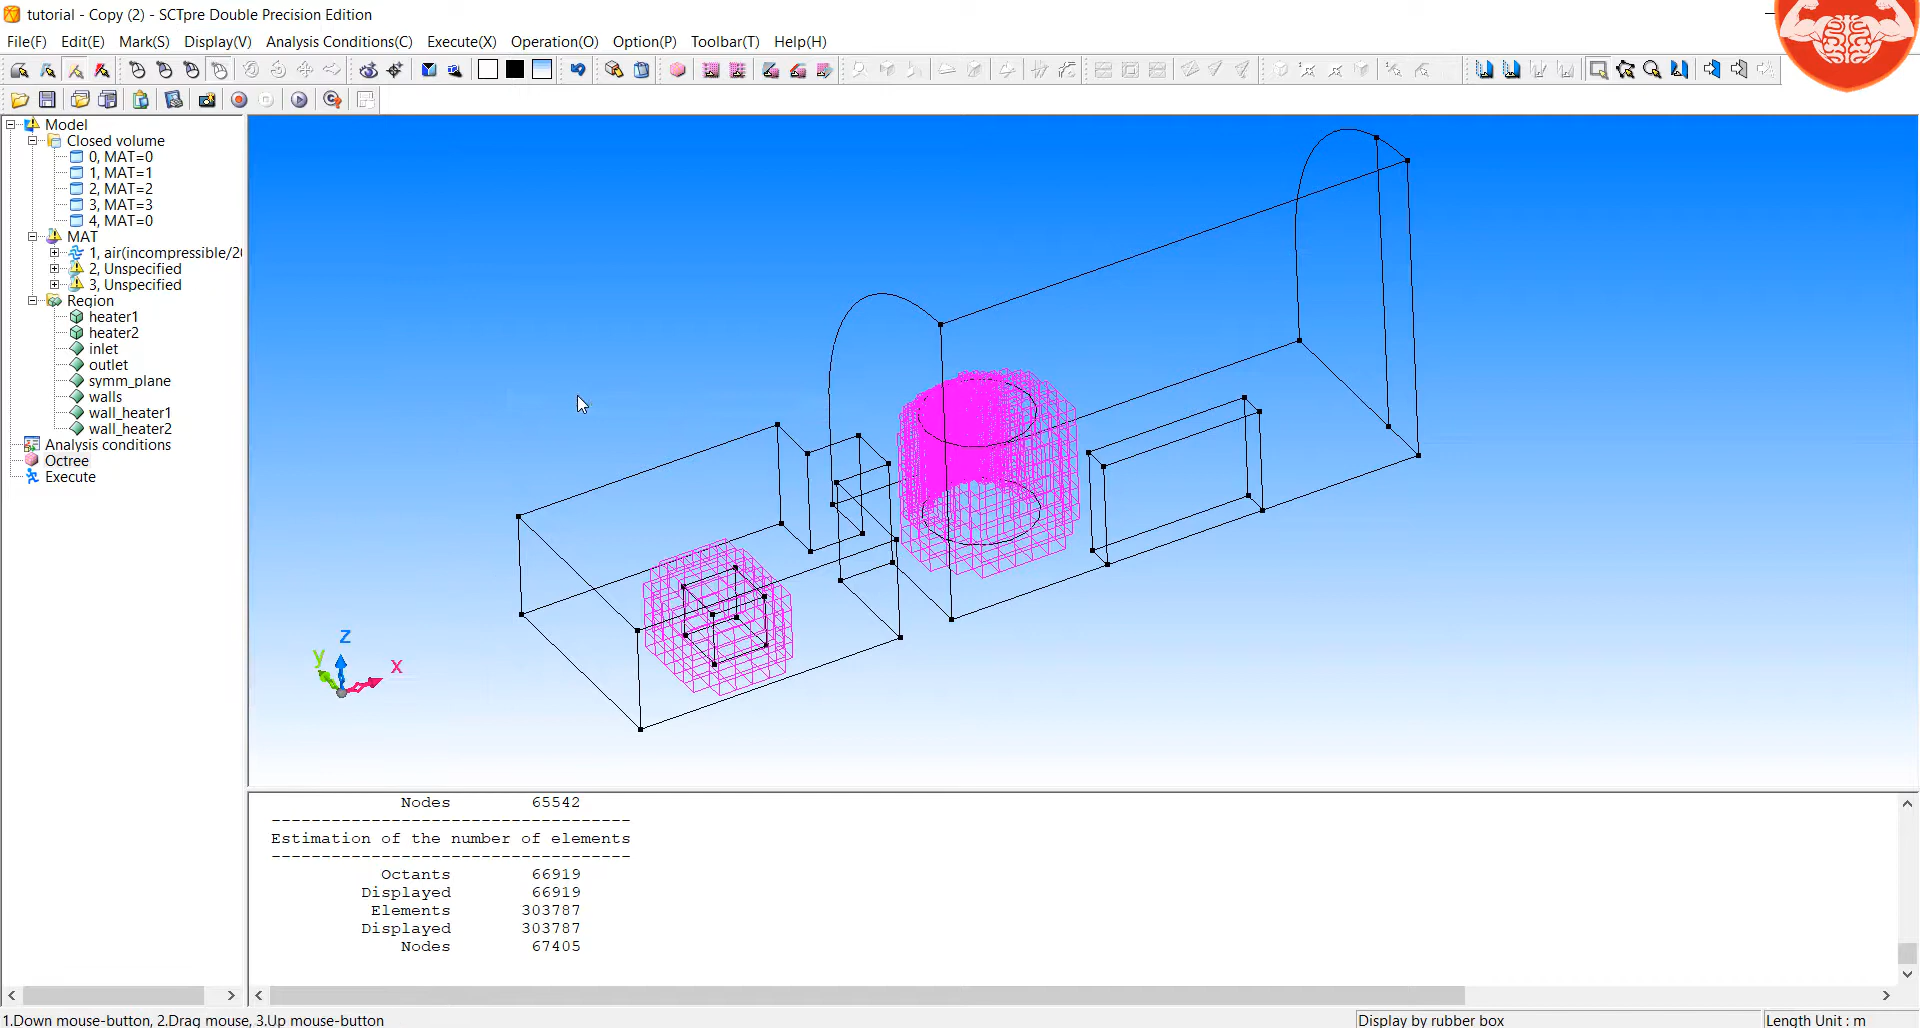 tutorial - Copy (2) - SCTpre Double Precision Edition
File(F) Edit(E) Mark(S) Display(V) Analysis Conditions(C) Execute(X) Operation(O) Option(P) Toolbar(T) Help(H)
Model
Closed volume
0, MAT=0
1, MAT=1
2, MAT=2
3, MAT=3
4, MAT=0
MAT
1, air(incompressible/20
2, Unspecified
3, Unspecified
Region
heater1
heater2
inlet
outlet
symm_plane
walls
wall_heater1
wall_heater2
Analysis conditions
Octree
Execute
Z
y
X
Nodes 65542
------------------------------------
Estimation of the number of elements
------------------------------------
Octants 66919
Displayed 66919
Elements 303787
Displayed 303787
Nodes 67405
1.Down mouse-button, 2.Drag mouse, 3.Up mouse-button
Display by rubber box
Length Unit : m